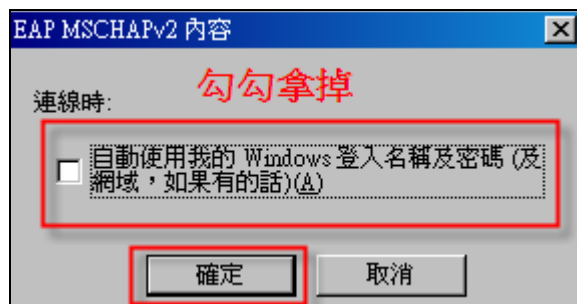 EAP MSCHAPv2 內容
勾勾拿掉
連線時:
自動使用我的 Windows 登入名稱及密碼 (及
網域，如果有的話)(A)
確定 取消